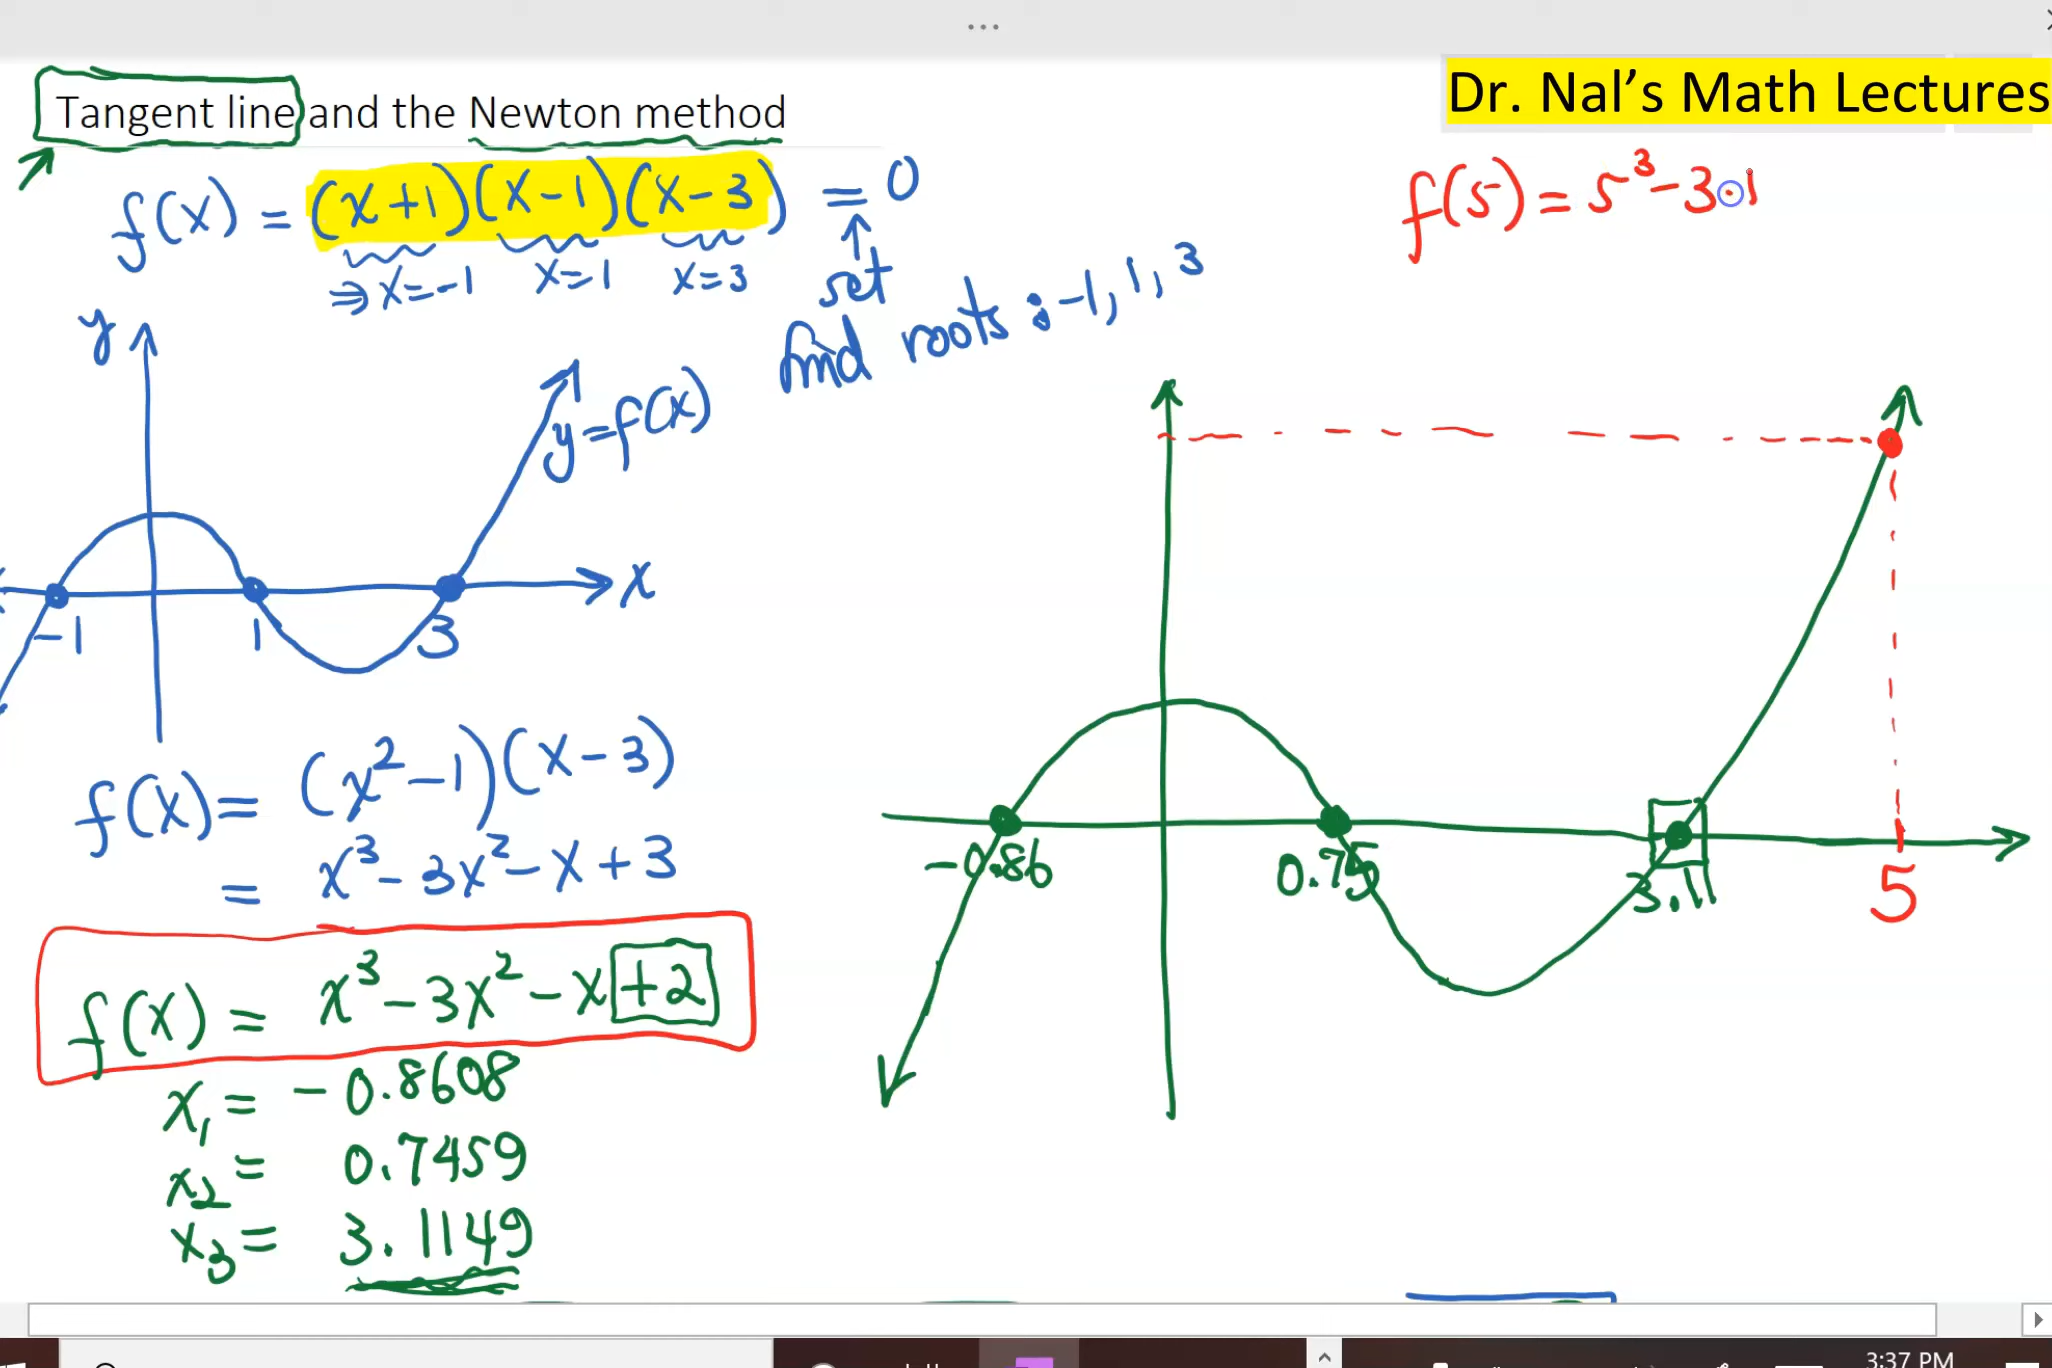 ...
Tangent line and the Newton method
Dr. Nal’s Math Lectures
f(x) = (x+1)(x-1)(x-3) = 0
⇒ x=-1 x=1 x=3
↑
set
find roots : -1, 1, 3
f(5) = 5³-3·
y
y=f(x)
x
-1 1 3
f(x) = (x²-1)(x-3)
= x³-3x²-x+3
f(x) = x³-3x²-x+2
x₁ = -0.8608
x₂ = 0.7459
x₃ = 3.1149
-0.86 0.75 3.11 5
3:37 PM